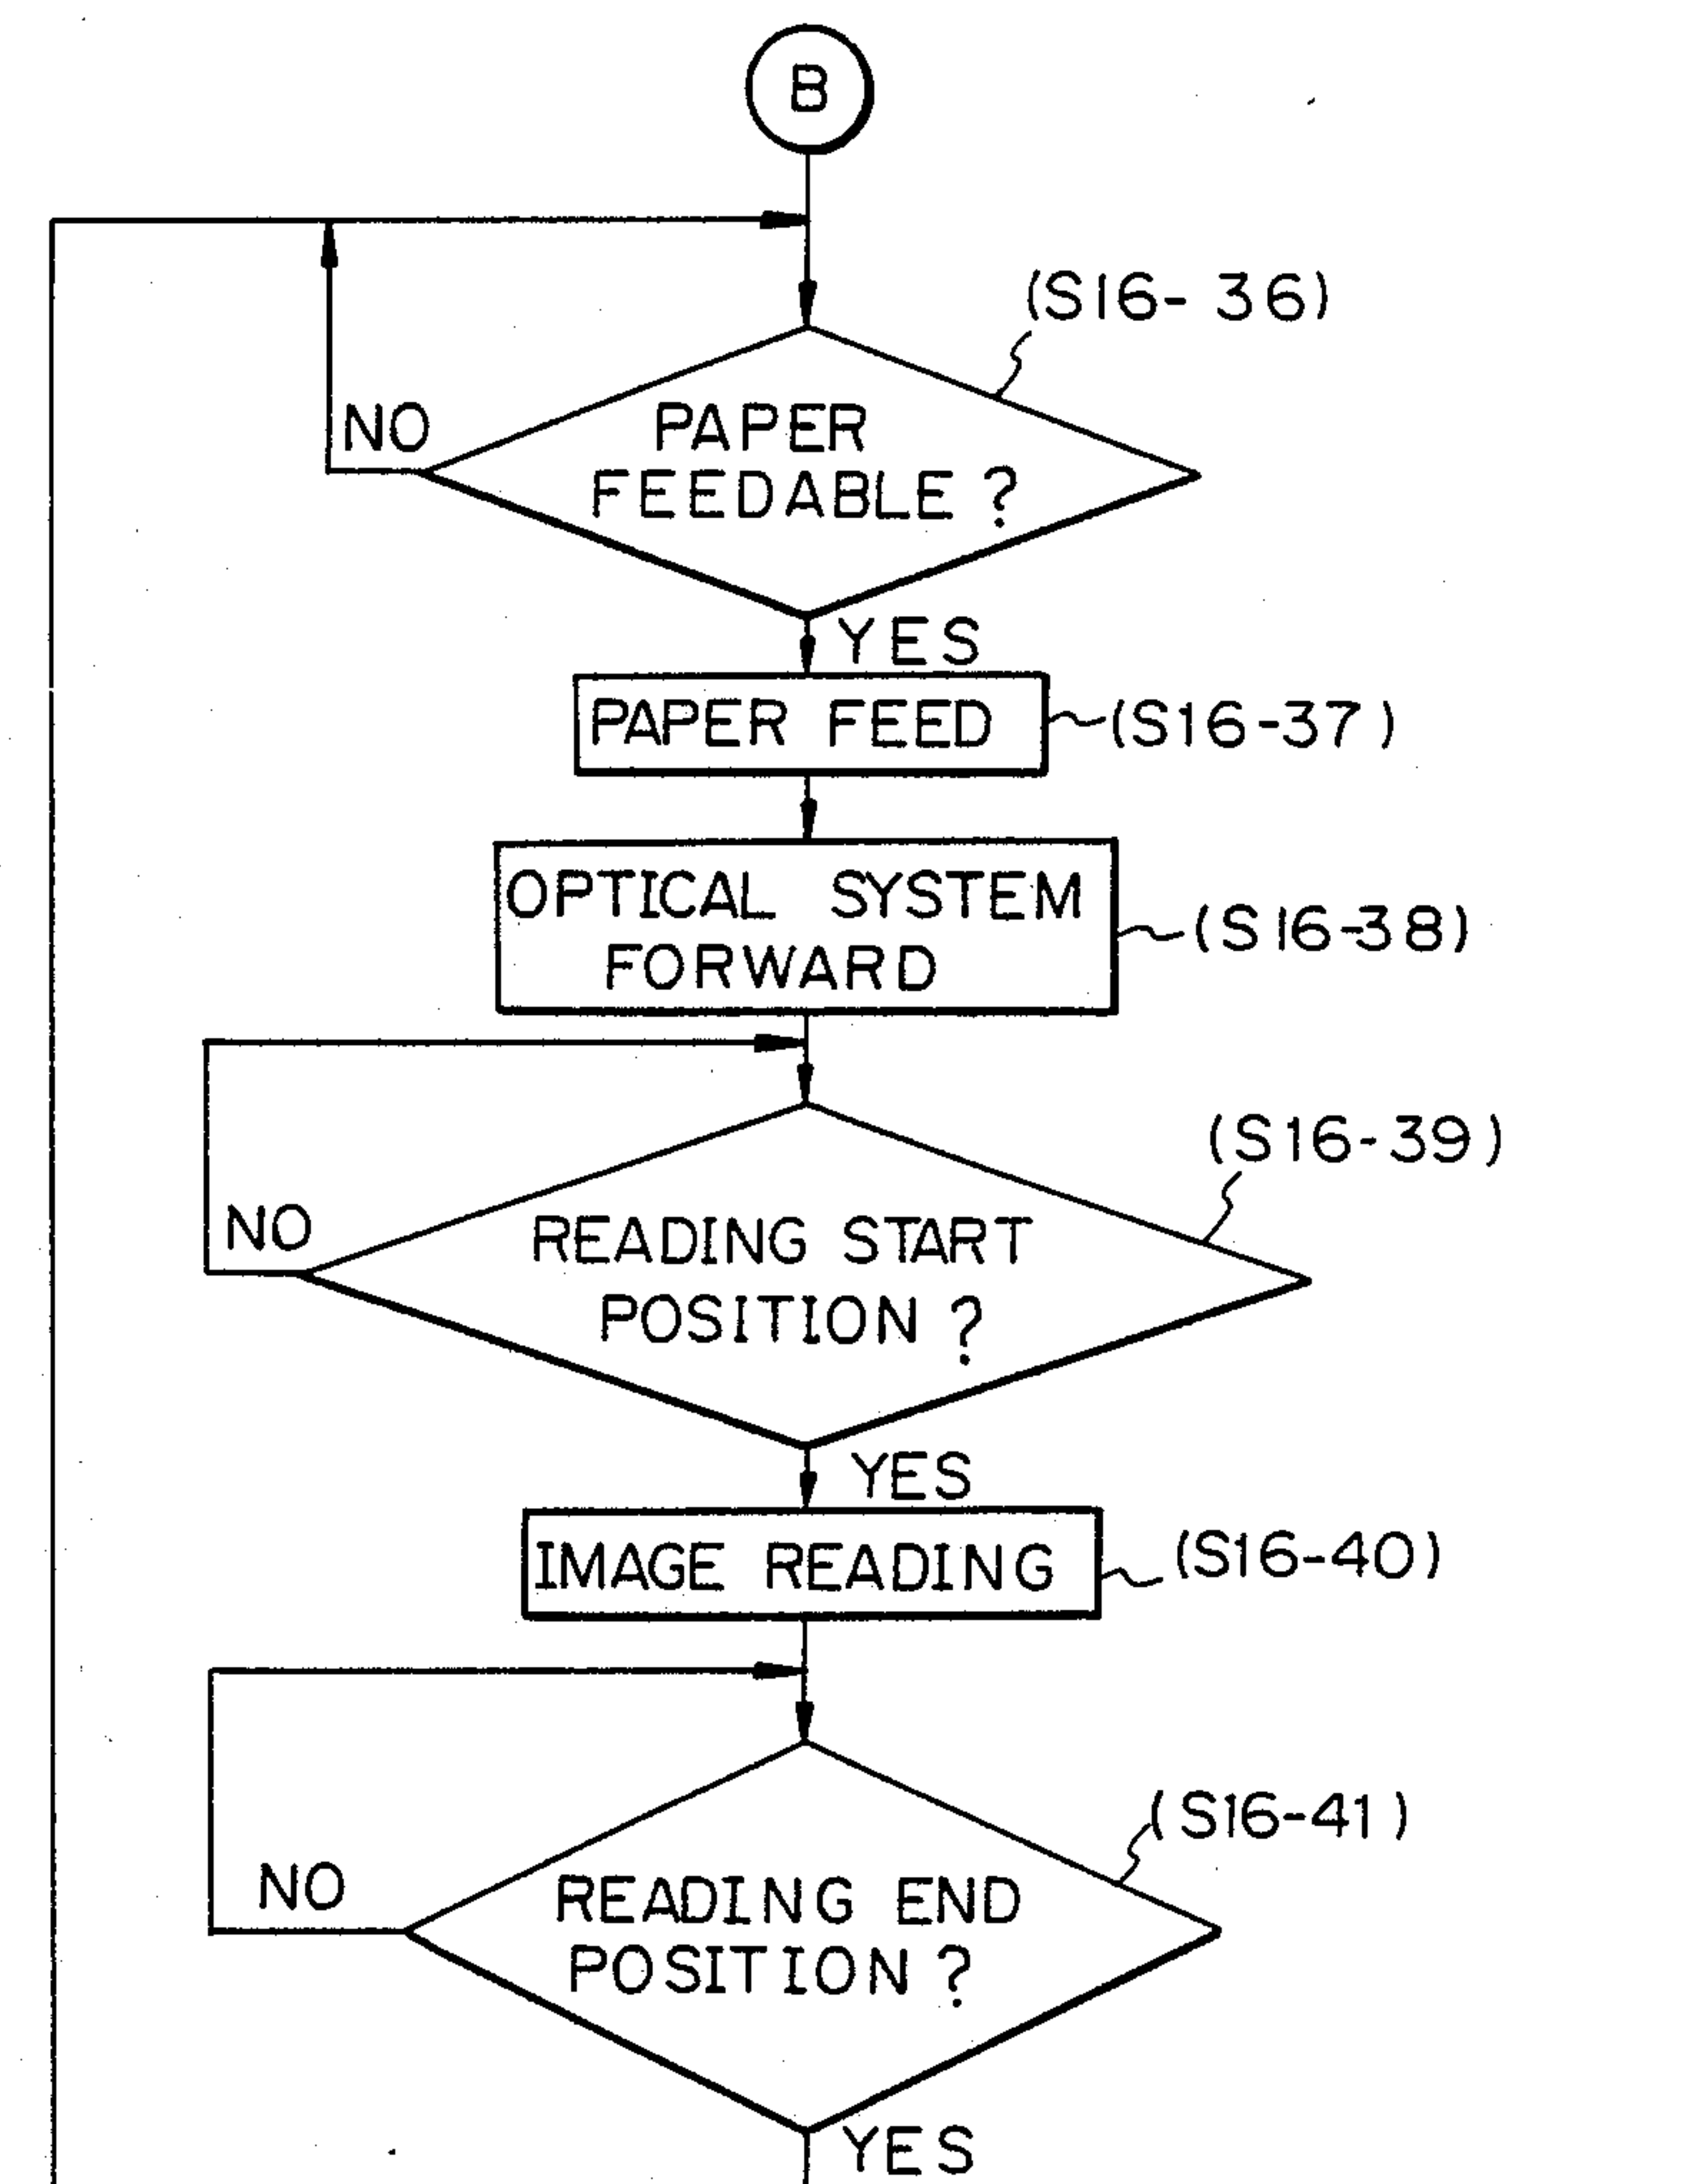 B
(S16-36)
NO
PAPER
FEEDABLE?
YES
PAPER FEED
(S16-37)
OPTICAL SYSTEM
FORWARD
(S16-38)
(S16-39)
NO
READING START
POSITION?
YES
IMAGE READING
(S16-40)
(S16-41)
NO
READING END
POSITION?
YES